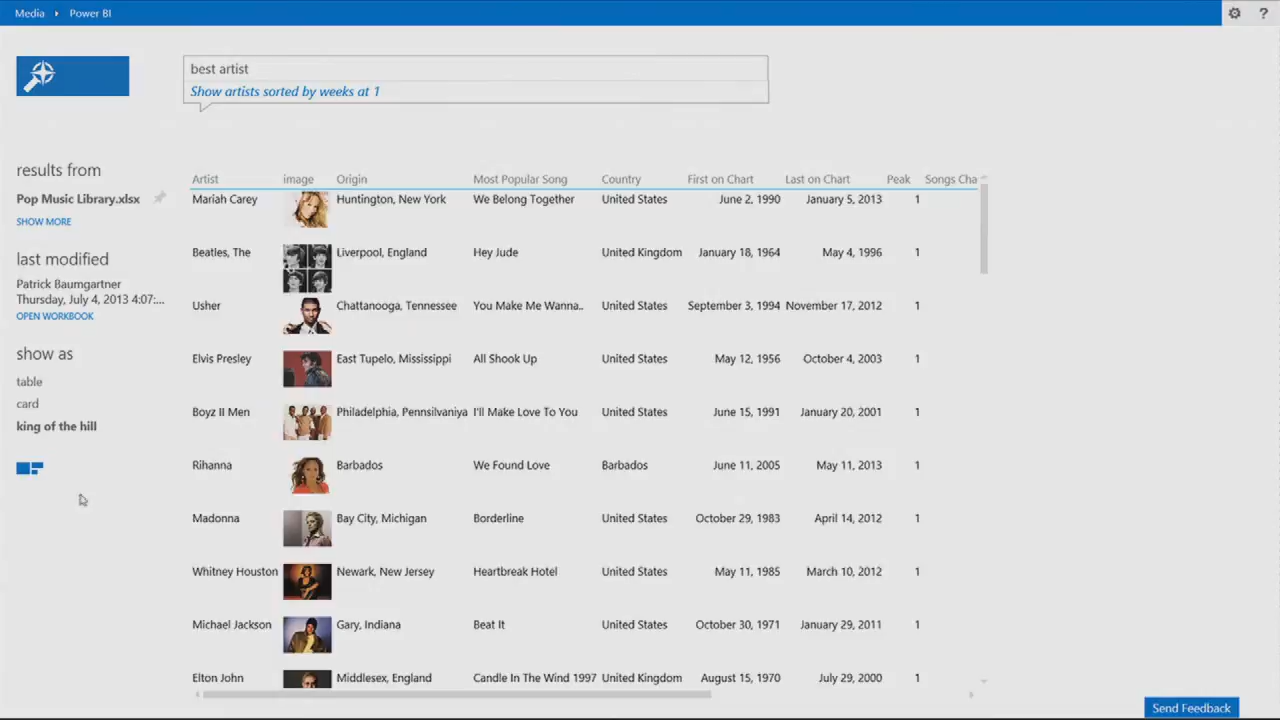 Media ▸ Power BI
?
best artist
Show artists sorted by weeks at 1
results from
Pop Music Library.xlsx
SHOW MORE
last modified
Patrick Baumgartner
Thursday, July 4, 2013 4:07:...
OPEN WORKBOOK
show as
table
card
king of the hill
Artist image Origin Most Popular Song Country First on Chart Last on Chart Peak Songs Cha
Mariah Carey Huntington, New York We Belong Together United States June 2, 1990 January 5, 2013 1
Beatles, The Liverpool, England Hey Jude United Kingdom January 18, 1964 May 4, 1996 1
Usher Chattanooga, Tennessee You Make Me Wanna.. United States September 3, 1994 November 17, 2012 1
Elvis Presley East Tupelo, Mississippi All Shook Up United States May 12, 1956 October 4, 2003 1
Boyz II Men Philadelphia, Pennsilvaniya I'll Make Love To You United States June 15, 1991 January 20, 2001 1
Rihanna Barbados We Found Love Barbados June 11, 2005 May 11, 2013 1
Madonna Bay City, Michigan Borderline United States October 29, 1983 April 14, 2012 1
Whitney Houston Newark, New Jersey Heartbreak Hotel United States May 11, 1985 March 10, 2012 1
Michael Jackson Gary, Indiana Beat It United States October 30, 1971 January 29, 2011 1
Elton John Middlesex, England Candle In The Wind 1997 United Kingdom August 15, 1970 July 29, 2000 1
Send Feedback